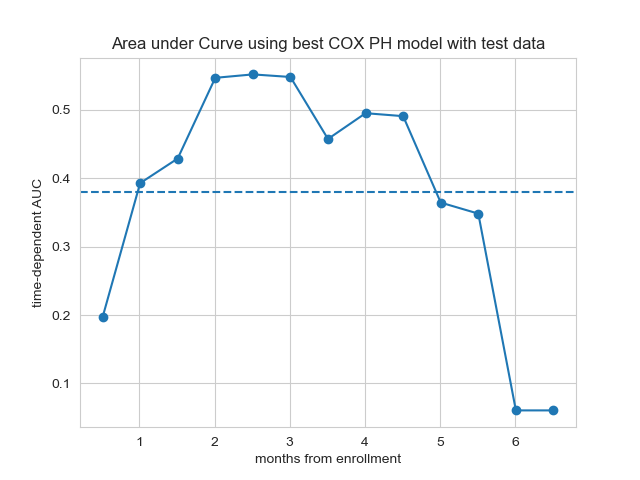 Area under Curve using best COX PH model with test data
time-dependent AUC
0.5
0.4
0.3
0.2
0.1
1 2 3 4 5 6
months from enrollment